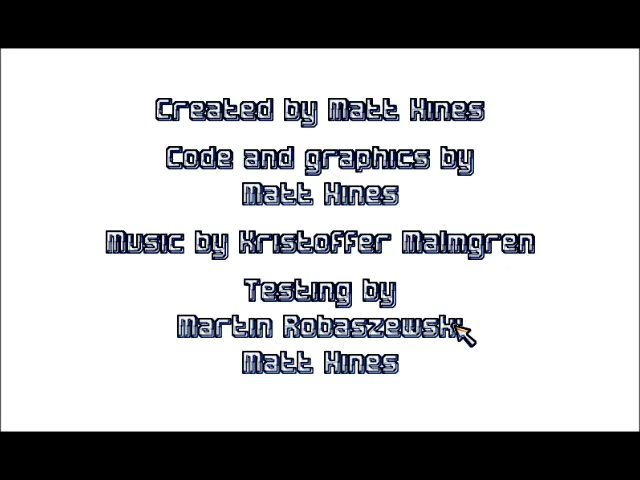 Created by Matt Hines
Code and graphics by
Matt Hines
Music by Kristoffer Malmgren
Testing by
Martin Robaszewski
Matt Hines